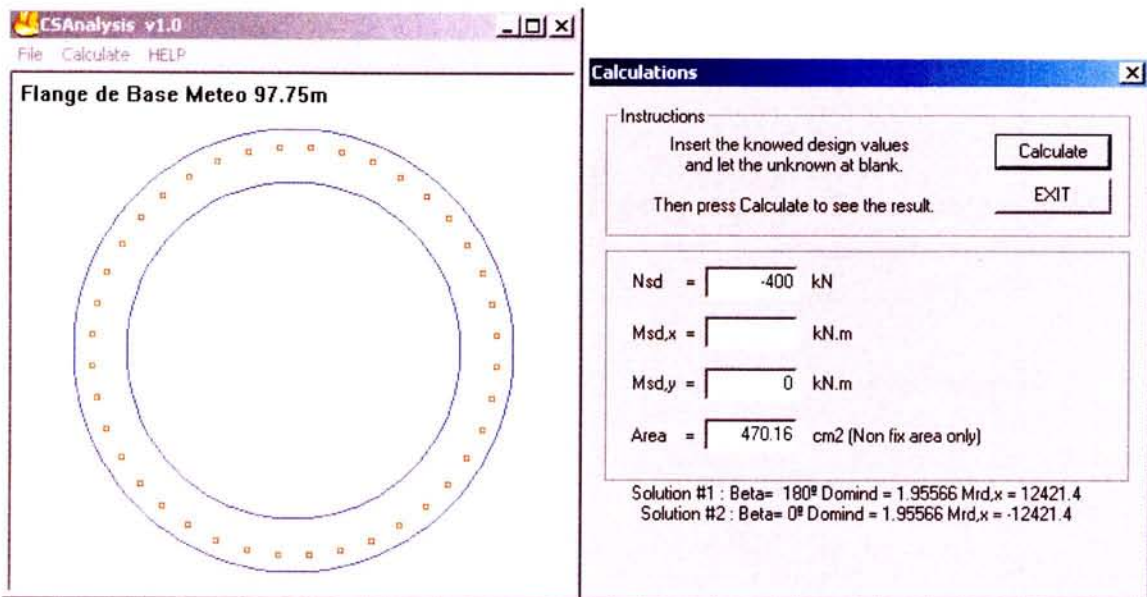 CSAnalysis v1.0
File Calculate HELP
Flange de Base Meteo 97.75m
Calculations
Instructions
Insert the knowed design values
and let the unknown at blank.
Then press Calculate to see the result.
Calculate
EXIT
Nsd = -400 kN
Msd,x = kN.m
Msd,y = 0 kN.m
Area = 470.16 cm2 (Non fix area only)
Solution #1 : Beta= 180º Domind = 1.95566 Mrd,x = 12421.4
Solution #2 : Beta= 0º Domind = 1.95566 Mrd,x = -12421.4